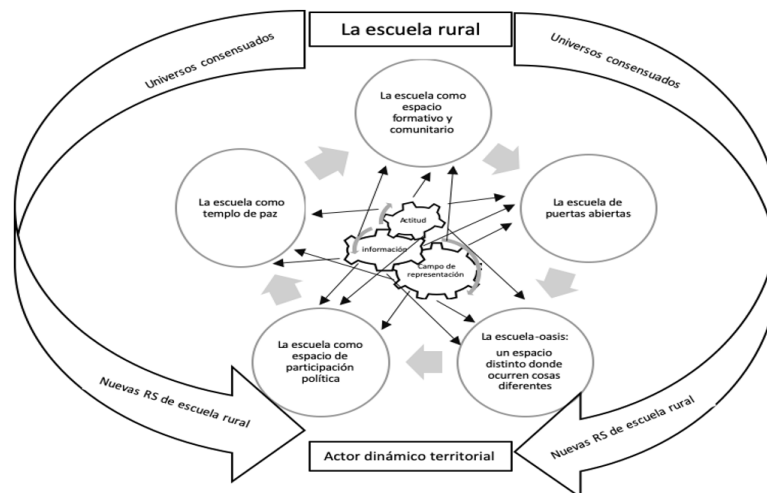 La escuela rural
Universos consensuados
Universos consensuados
La escuela como
espacio
formativo y
comunitario
La escuela como
templo de paz
La escuela
de puertas abiertas
Actitud
información
Campo de
representación
La escuela como
espacio de
participación
política
La escuela-oasis:
un espacio
distinto donde
ocurren cosas
diferentes
Nuevas RS de escuela rural
Nuevas RS de escuela rural
Actor dinámico territorial